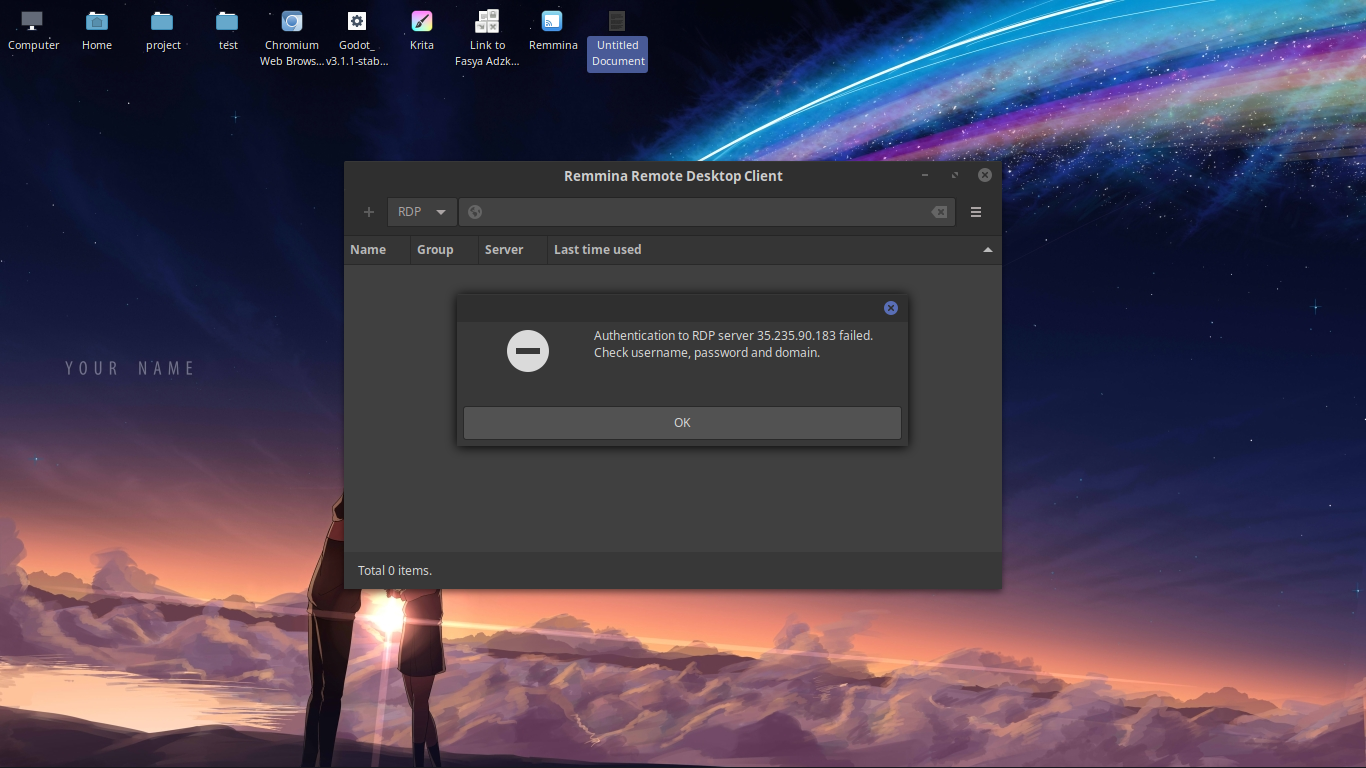 Computer
Home
project
test
Chromium
Web Brows...
Godot_
v3.1.1-stab...
Krita
Link to
Fasya Adzk...
Remmina
Untitled
Document
YOUR NAME
Remmina Remote Desktop Client
RDP
Name Group Server Last time used
Authentication to RDP server 35.235.90.183 failed.
Check username, password and domain.
OK
Total 0 items.